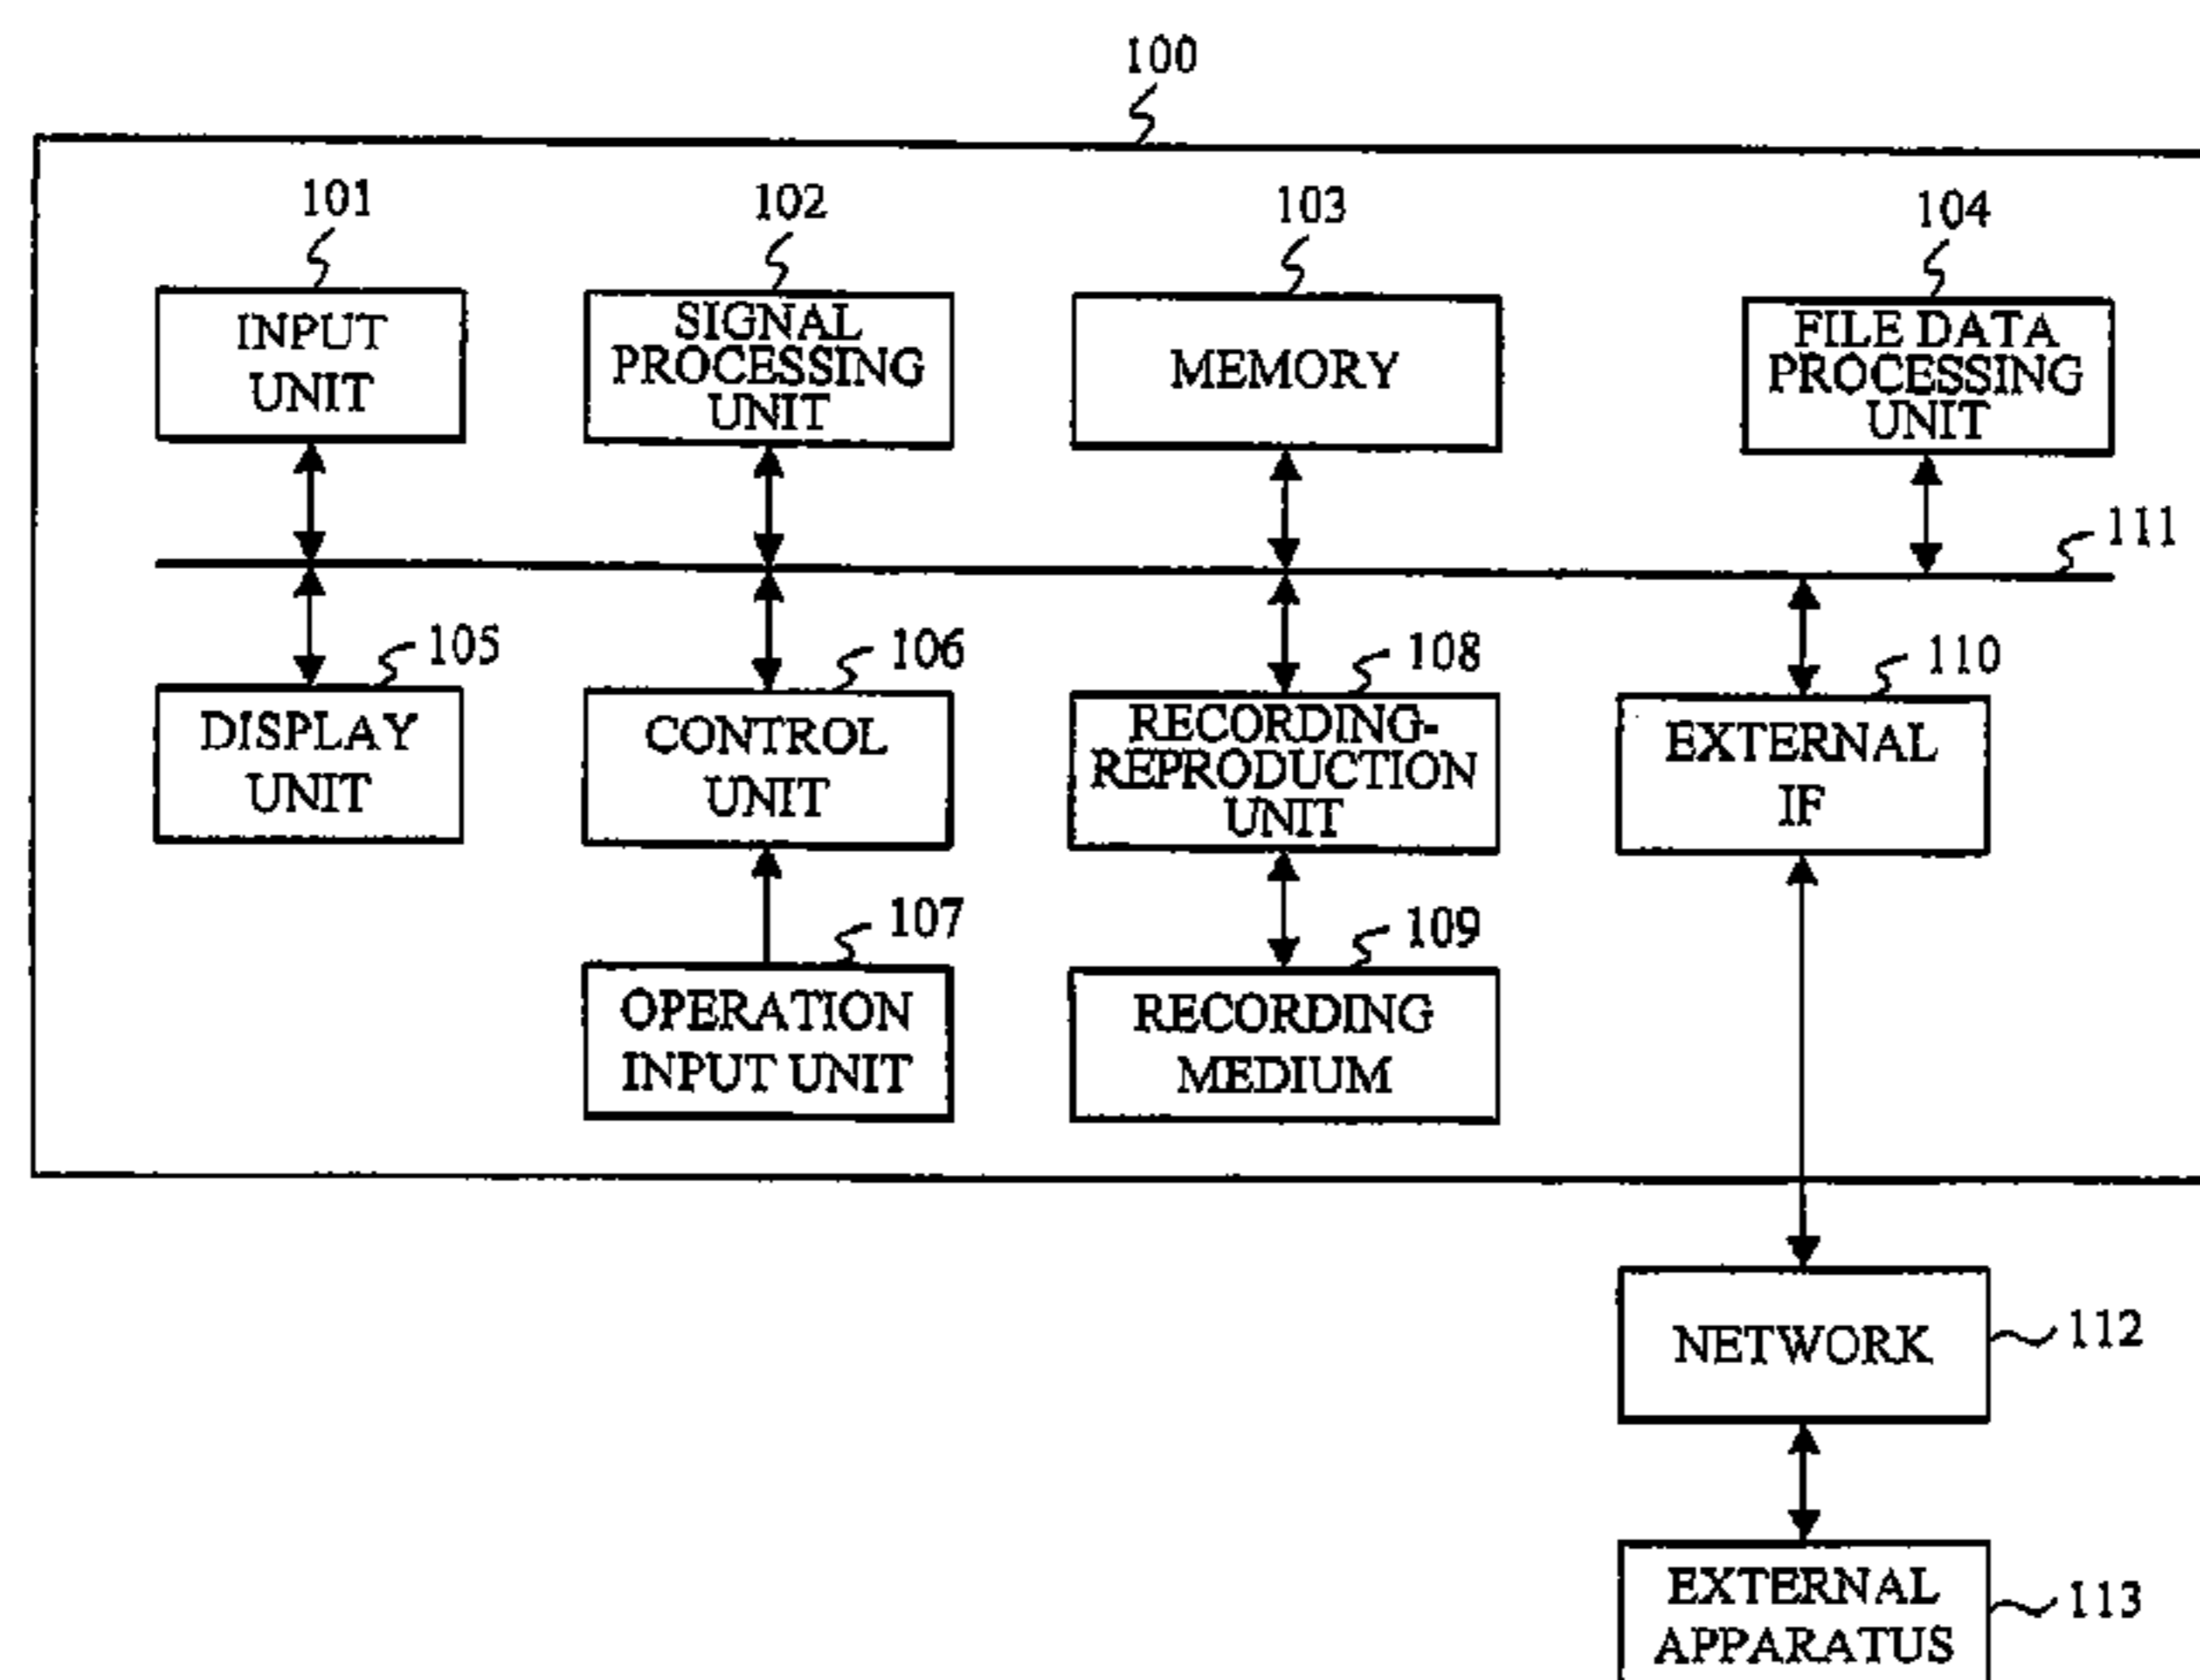 100
101
102
103
104
INPUT
UNIT
SIGNAL
PROCESSING
UNIT
MEMORY
FILE DATA
PROCESSING
UNIT
111
105
106
108
110
DISPLAY
UNIT
CONTROL
UNIT
RECORDING-
REPRODUCTION
UNIT
EXTERNAL
IF
107
109
OPERATION
INPUT UNIT
RECORDING
MEDIUM
NETWORK
112
EXTERNAL
APPARATUS
113